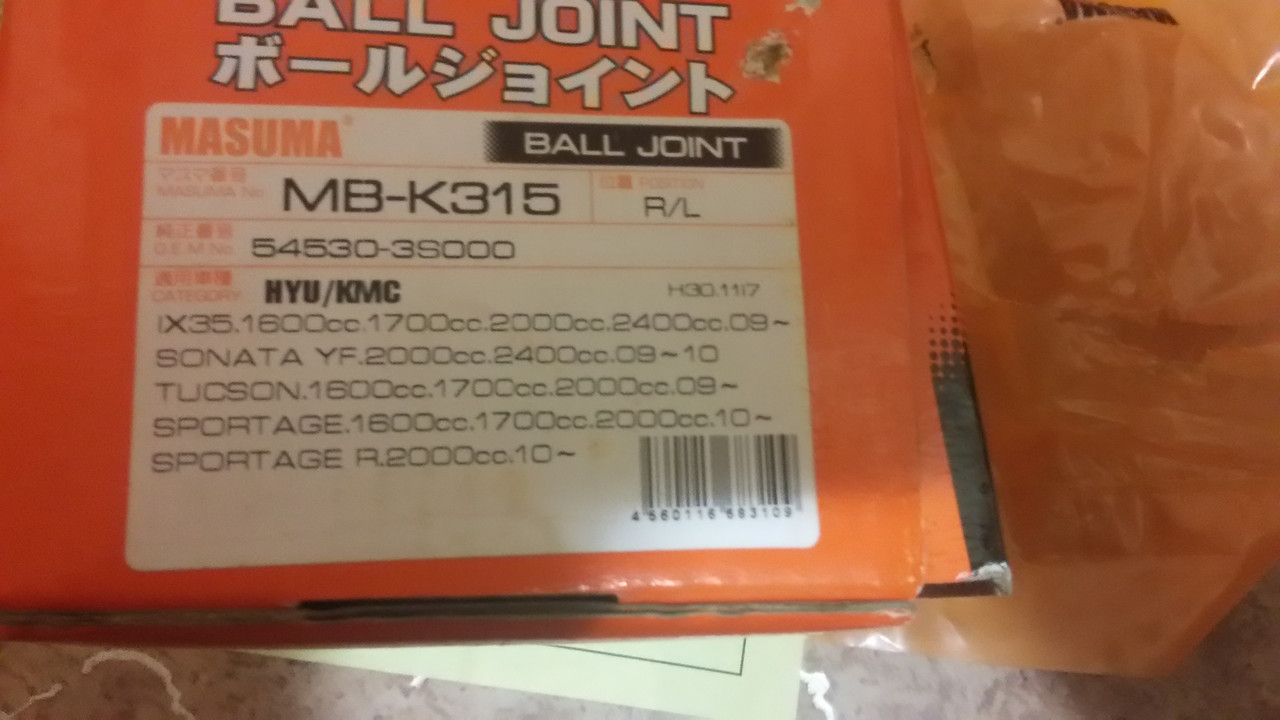 BALL JOINT
ボールジョイント
MASUMA®
BALL JOINT
マスマ番号
MASUMA No
MB-K315
位置 POSITION
R/L
純正番号
O.E.M No.
54530-3S000
適用車種
CATEGORY.
HYU/KMC
H30.11i7
IX35.1600cc.1700cc.2000cc.2400cc.09~
SONATA YF.2000cc.2400cc.09~10
TUCSON.1600cc.1700cc.2000cc.09~
SPORTAGE.1600cc.1700cc.2000cc.10~
SPORTAGE R.2000cc.10~
4 560116 693109